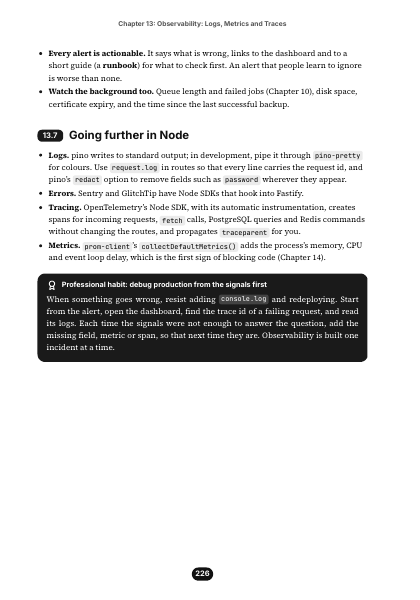 Chapter 13: Observability: Logs, Metrics and Traces
• Every alert is actionable. It says what is wrong, links to the dashboard and to a
short guide (a runbook) for what to check first. An alert that people learn to ignore
is worse than none.
• Watch the background too. Queue length and failed jobs (Chapter 10), disk space,
certificate expiry, and the time since the last successful backup.
13.7 Going further in Node
• Logs. pino writes to standard output; in development, pipe it through pino-pretty
for colours. Use request.log in routes so that every line carries the request id, and
pino's redact option to remove fields such as password wherever they appear.
• Errors. Sentry and GlitchTip have Node SDKs that hook into Fastify.
• Tracing. OpenTelemetry's Node SDK, with its automatic instrumentation, creates
spans for incoming requests, fetch calls, PostgreSQL queries and Redis commands
without changing the routes, and propagates traceparent for you.
• Metrics. prom-client's collectDefaultMetrics() adds the process's memory, CPU
and event loop delay, which is the first sign of blocking code (Chapter 14).
Professional habit: debug production from the signals first
When something goes wrong, resist adding console.log and redeploying. Start
from the alert, open the dashboard, find the trace id of a failing request, and read
its logs. Each time the signals were not enough to answer the question, add the
missing field, metric or span, so that next time they are. Observability is built one
incident at a time.
226